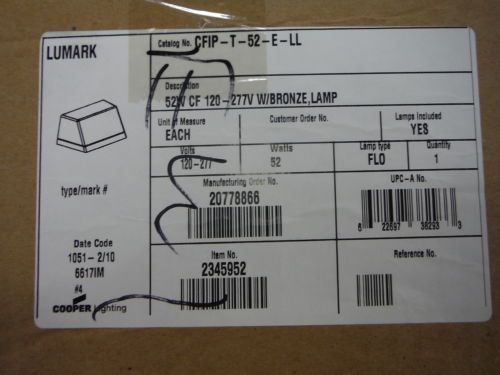 LUMARK
Catalog No. CFIP-T-52-E-LL
Description
52W CF 120-277V W/BRONZE,LAMP
Unit of Measure Customer Order No. Lamps Included
EACH YES
Volts Watts Lamp type Quantity
120-277 52 FLO 1
type/mark #
Manufacturing Order No. UPC-A No.
20778866
6 22697 38293 3
Date Code
1051-2/10
6617IM
#4
COOPER Lighting
Item No. Reference No.
2345952